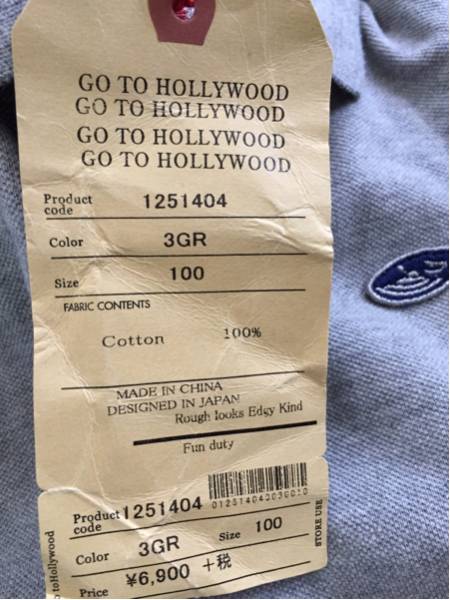 GO TO HOLLYWOOD
GO TO HOLLYWOOD
GO TO HOLLYWOOD
GO TO HOLLYWOOD
Product code 1251404
Color 3GR
Size 100
FABRIC CONTENTS
Cotton 100%
MADE IN CHINA
DESIGNED IN JAPAN
Rough looks Edgy Kind
Fun duty
Product code 1251404
Color 3GR Size 100
Price ¥6,900 +税
STORE USE
toHollywood